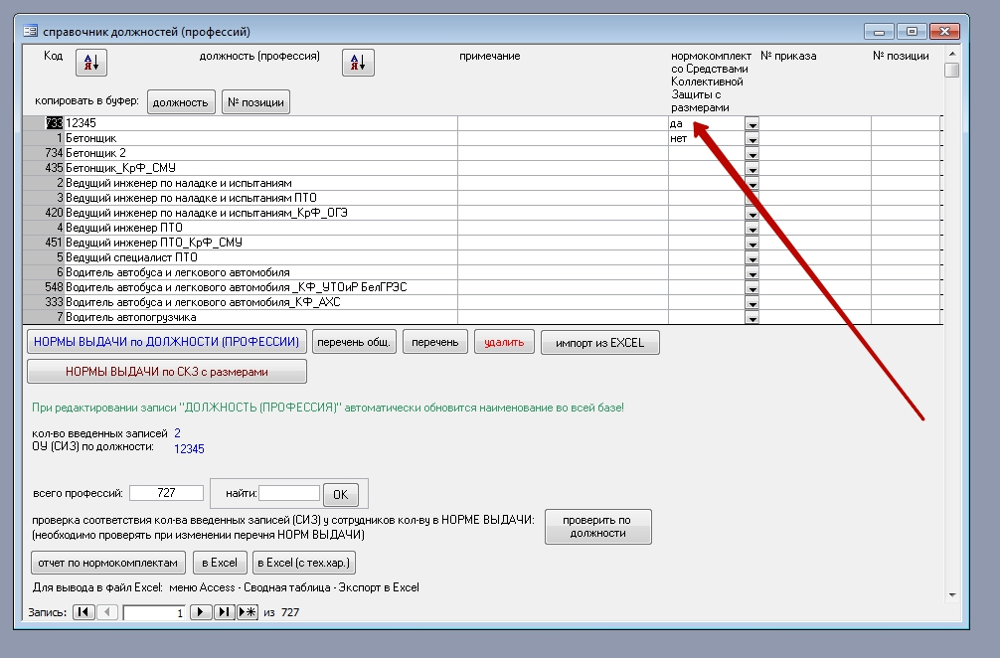 справочник должностей (профессий)
Код
должность (профессия)
примечание
нормокомплект
со Средствами
Коллективной
Защиты с
размерами
№ приказа
№ позиции
копировать в буфер:
должность
№ позиции
733 12345 да
1 Бетонщик нет
734 Бетонщик 2
435 Бетонщик_КрФ_СМУ
2 Ведущий инженер по наладке и испытаниям
3 Ведущий инженер по наладке и испытаниям ПТО
420 Ведущий инженер по наладке и испытаниям_КрФ_ОГЭ
4 Ведущий инженер ПТО
451 Ведущий инженер ПТО_КрФ_СМУ
5 Ведущий специалист ПТО
6 Водитель автобуса и легкового автомобиля
548 Водитель автобуса и легкового автомобиля _КФ_УТОиР БелГРЭС
333 Водитель автобуса и легкового автомобиля_КФ_АХС
7 Водитель автопогрузчика
НОРМЫ ВЫДАЧИ по ДОЛЖНОСТИ (ПРОФЕССИИ)
перечень общ.
перечень
удалить
импорт из EXCEL
НОРМЫ ВЫДАЧИ по СКЗ с размерами
При редактировании записи "ДОЛЖНОСТЬ (ПРОФЕССИЯ)" автоматически обновится наименование во всей базе!
кол-во введенных записей 2
ОУ (СИЗ) по должности: 12345
всего профессий: 727
найти:
OK
проверка соответствия кол-ва введенных записей (СИЗ) у сотрудников кол-ву в НОРМЕ ВЫДАЧИ:
(необходимо проверять при изменении перечня НОРМ ВЫДАЧИ)
проверить по
должности
отчет по нормокомплектам
в Excel
в Excel (с тех.хар.)
Для вывода в файл Excel: меню Access - Сводная таблица - Экспорт в Excel
Запись: 1 из 727